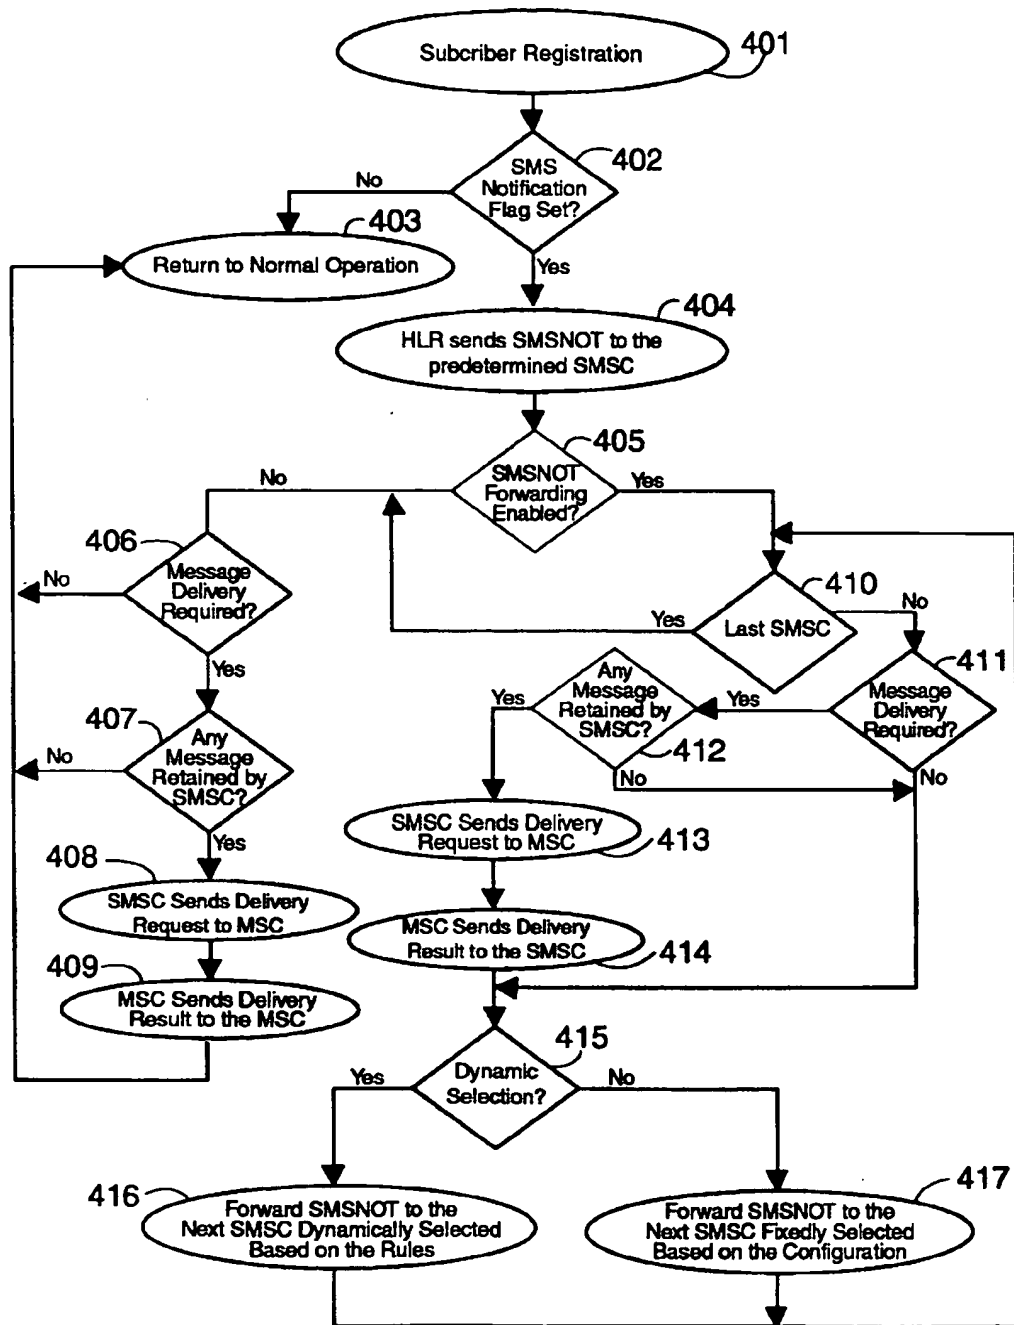 Subcriber Registration
401
SMS
Notification
Flag Set?
402
No
Yes
403
Return to Normal Operation
404
HLR sends SMSNOT to the
predetermined SMSC
405
SMSNOT
Forwarding
Enabled?
No
Yes
406
Message
Delivery
Required?
No
Yes
410
Last SMSC
Yes
No
411
Message
Delivery
Required?
Yes
No
Any
Message
Retained by
SMSC?
412
Yes
No
407
Any
Message
Retained by
SMSC?
No
Yes
SMSC Sends Delivery
Request to MSC
413
408
SMSC Sends Delivery
Request to MSC
MSC Sends Delivery
Result to the SMSC
414
409
MSC Sends Delivery
Result to the MSC
415
Dynamic
Selection?
Yes
No
416
Forward SMSNOT to the
Next SMSC Dynamically Selected
Based on the Rules
417
Forward SMSNOT to the
Next SMSC Fixedly Selected
Based on the Configuration